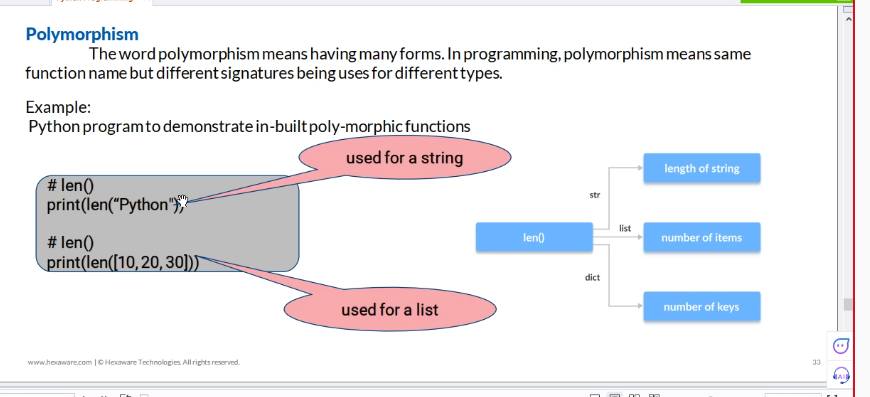 Polymorphism
The word polymorphism means having many forms. In programming, polymorphism means same
function name but different signatures being uses for different types.
Example:
Python program to demonstrate in-built poly-morphic functions
used for a string
# len()
print(len(“Python"))
# len()
print(len([10, 20, 30]))
used for a list
len()
str
list
dict
length of string
number of items
number of keys
www.hexaware.com | © Hexaware Technologies. All rights reserved.
33